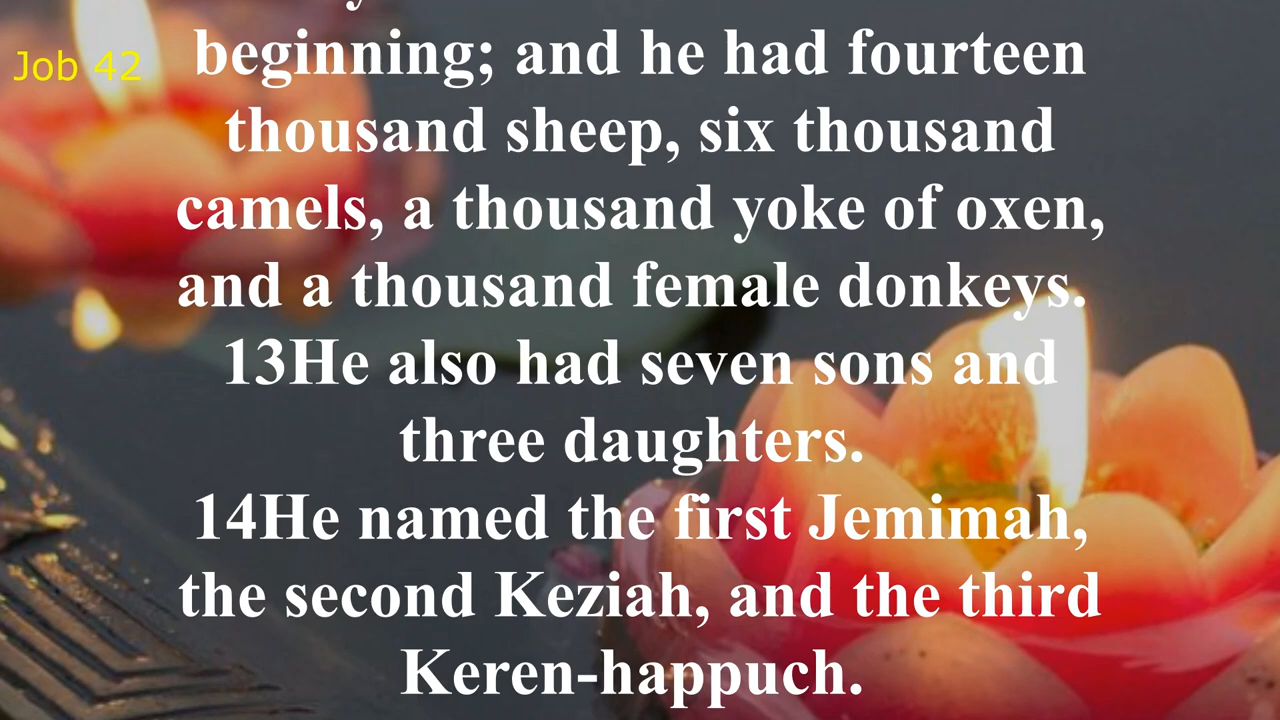 Job 42
beginning; and he had fourteen
thousand sheep, six thousand
camels, a thousand yoke of oxen,
and a thousand female donkeys.
13He also had seven sons and
three daughters.
14He named the first Jemimah,
the second Keziah, and the third
Keren-happuch.